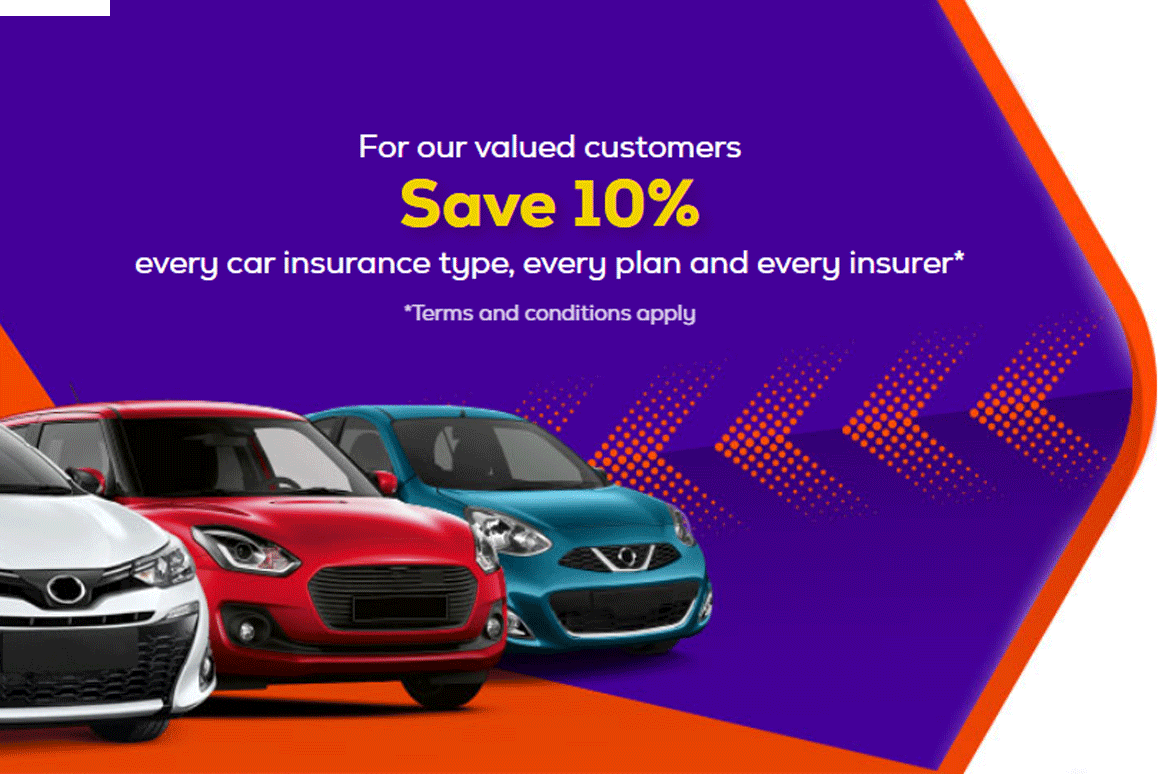 For our valued customers
Save 10%
every car insurance type, every plan and every insurer*
*Terms and conditions apply